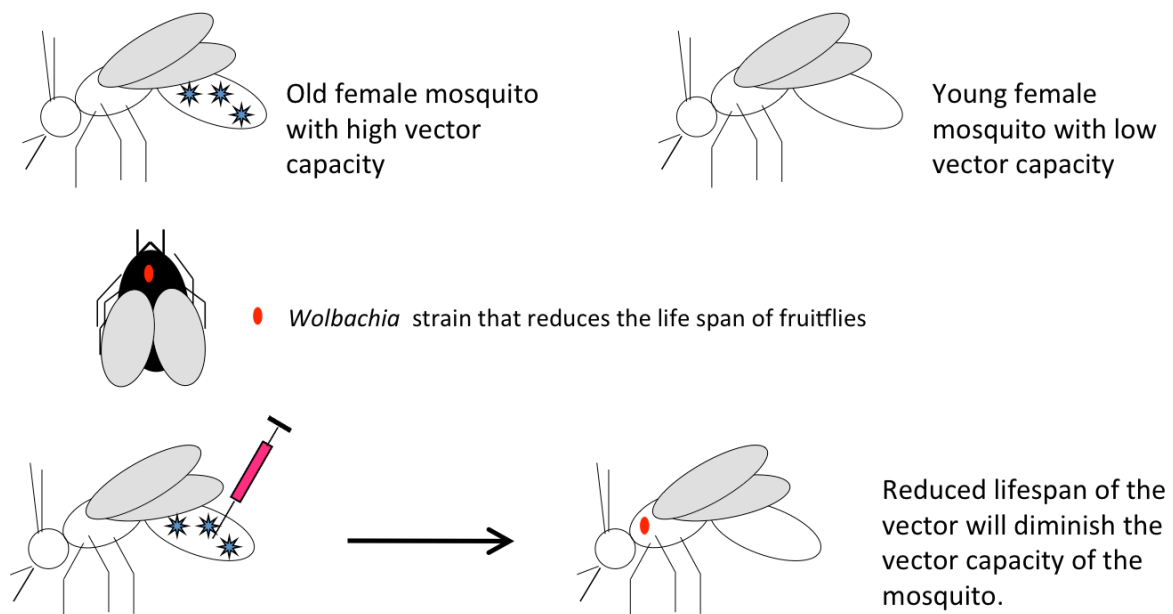 Old female mosquito
with high vector
capacity
Young female
mosquito with low
vector capacity
Wolbachia strain that reduces the life span of fruitflies
Reduced lifespan of the
vector will diminish the
vector capacity of the
mosquito.